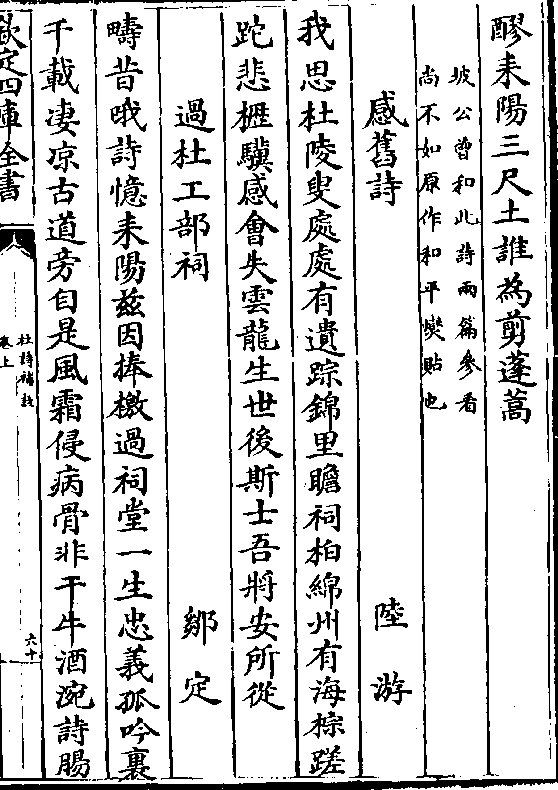 醪耒陽三尺土誰為剪蓬蒿
坡公曾和此詩兩篇參看
尚不如原作和平熨貼也
感舊詩　陸游
我思杜陵叟處處有遺踪錦里瞻祠柏綿州有海椶蹉
跎悲櫪驥感會失雲龍生世後斯士吾將安所從
過杜工部祠　鄒定
疇昔哦詩憶耒陽兹因捧檄過祠堂一生忠義孤吟裏
千載凄凉古道旁自是風霜侵病骨非干牛酒涴詩腸
欽定四庫全書
杜詩補注
卷上
六十